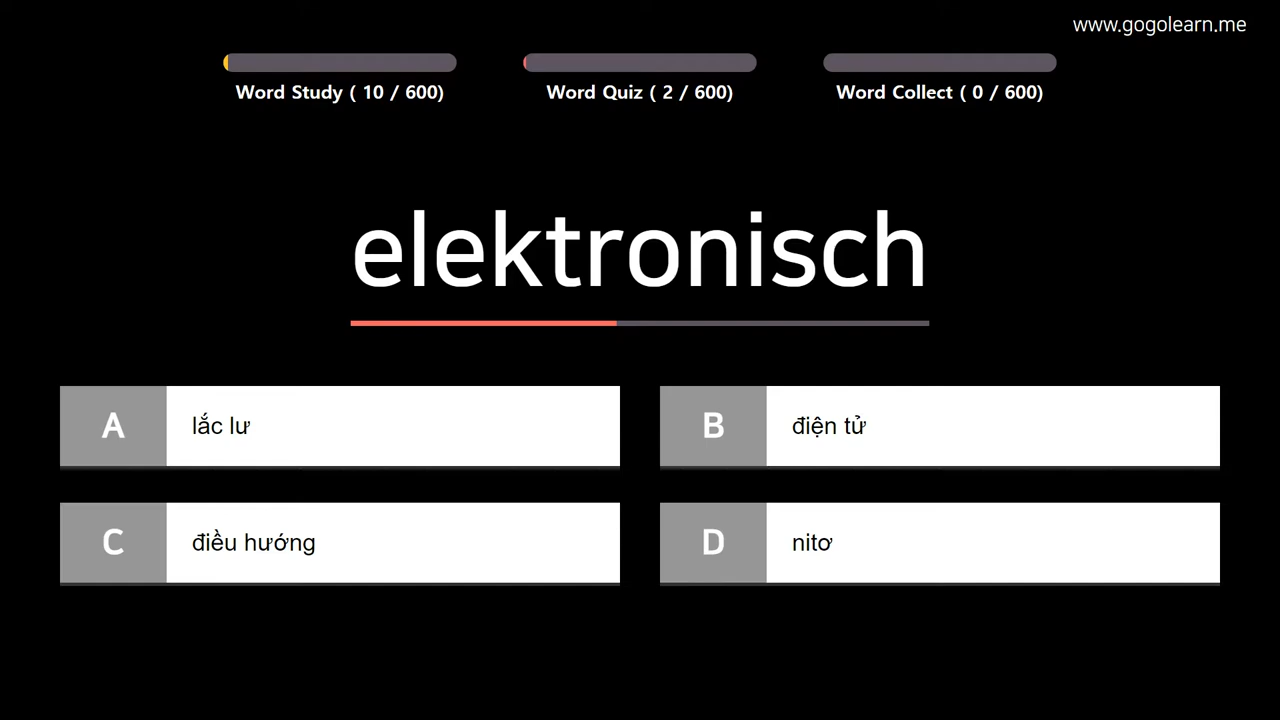 www.gogolearn.me
Word Study ( 10 / 600)
Word Quiz ( 2 / 600)
Word Collect ( 0 / 600)
elektronisch
A lắc lư
B điện tử
C điều hướng
D nitơ